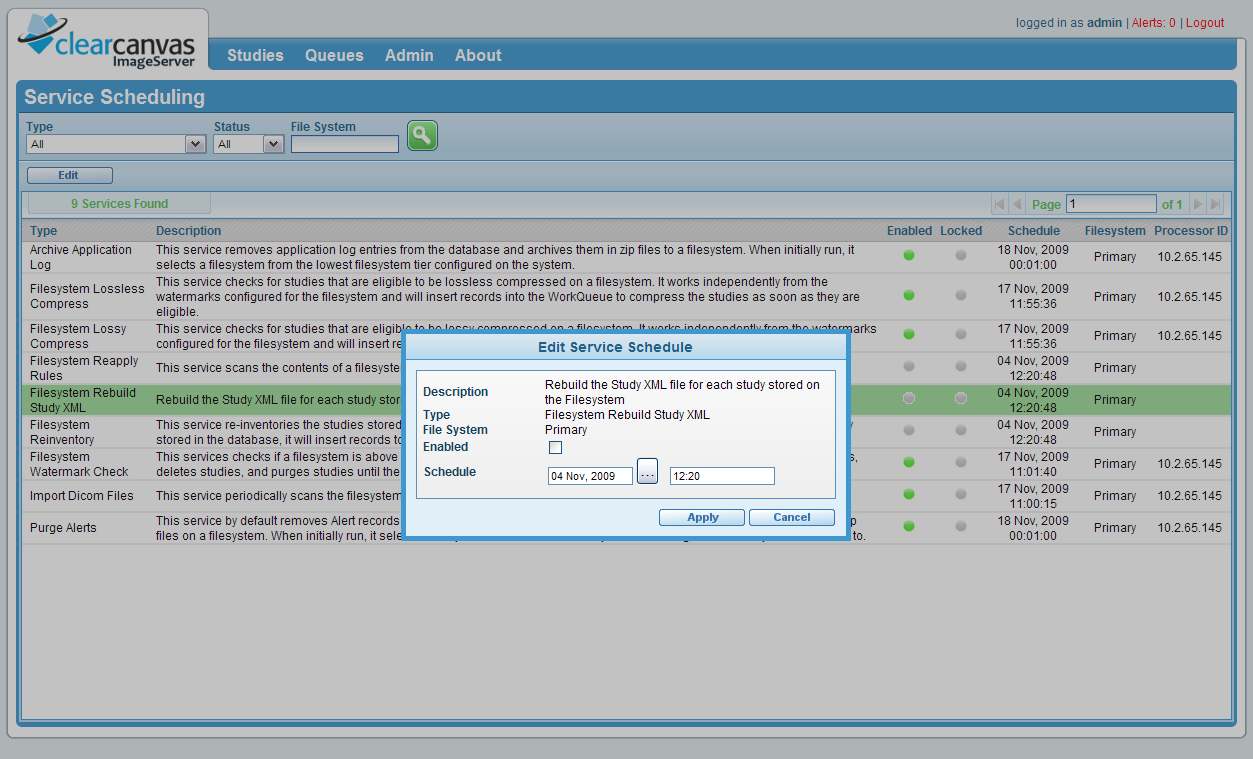 logged in as admin | Alerts: 0 | Logout
clearcanvas
ImageServer
Studies Queues Admin About
Service Scheduling
Type Status File System
All All
Edit
9 Services Found Page 1 of 1
Type Description Enabled Locked Schedule Filesystem Processor ID
Archive Application Log This service removes application log entries from the database and archives them in zip files to a filesystem. When initially run, it
selects a filesystem from the lowest filesystem tier configured on the system. 18 Nov, 2009 00:01:00 Primary 10.2.65.145
Filesystem Lossless Compress This service checks for studies that are eligible to be lossless compressed on a filesystem. It works independently from the
watermarks configured for the filesystem and will insert records into the WorkQueue to compress the studies as soon as they are
eligible. 17 Nov, 2009 11:55:36 Primary 10.2.65.145
Filesystem Lossy Compress This service checks for studies that are eligible to be lossy compressed on a filesystem. It works independently from the watermarks
configured for the filesystem and will insert 17 Nov, 2009 11:55:36 Primary 10.2.65.145
Filesystem Reapply Rules This service scans the contents of a 04 Nov, 2009 12:20:48 Primary
Filesystem Rebuild Study XML Rebuild the Study XML file for each study 04 Nov, 2009 12:20:48 Primary
Filesystem Reinventory This service re-inventories the studies stored
stored in the database, it will insert records 04 Nov, 2009 12:20:48 Primary
Filesystem Watermark Check This services checks if a filesystem is above
deletes studies, and purges studies until the 17 Nov, 2009 11:01:40 Primary 10.2.65.145
Import Dicom Files This service periodically scans the 17 Nov, 2009 11:00:15 Primary 10.2.65.145
Purge Alerts This service by default removes Alert records
files on a filesystem. When initially run, it to. 18 Nov, 2009 00:01:00 Primary 10.2.65.145
Edit Service Schedule
Description Rebuild the Study XML file for each study stored on
the Filesystem
Type Filesystem Rebuild Study XML
File System Primary
Enabled
Schedule 04 Nov, 2009 ... 12:20
Apply Cancel